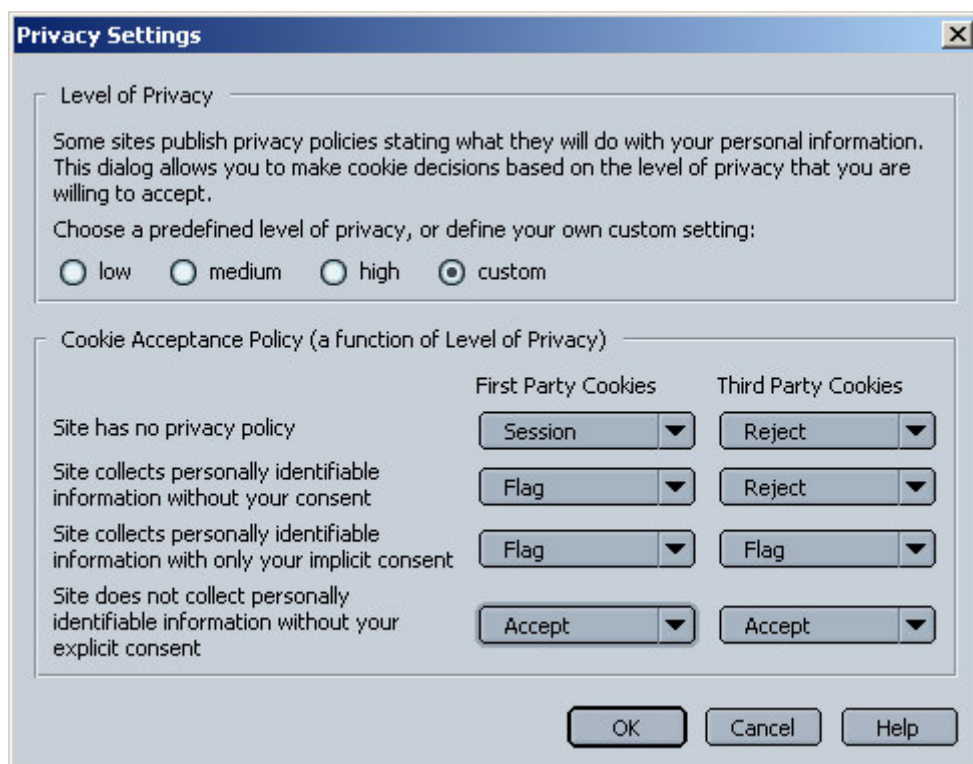 Privacy Settings
Level of Privacy
Some sites publish privacy policies stating what they will do with your personal information.
This dialog allows you to make cookie decisions based on the level of privacy that you are
willing to accept.
Choose a predefined level of privacy, or define your own custom setting:
low medium high custom
Cookie Acceptance Policy (a function of Level of Privacy)
First Party Cookies Third Party Cookies
Site has no privacy policy Session Reject
Site collects personally identifiable
information without your consent Flag Reject
Site collects personally identifiable
information with only your implicit consent Flag Flag
Site does not collect personally
identifiable information without your Accept Accept
explicit consent
OK Cancel Help